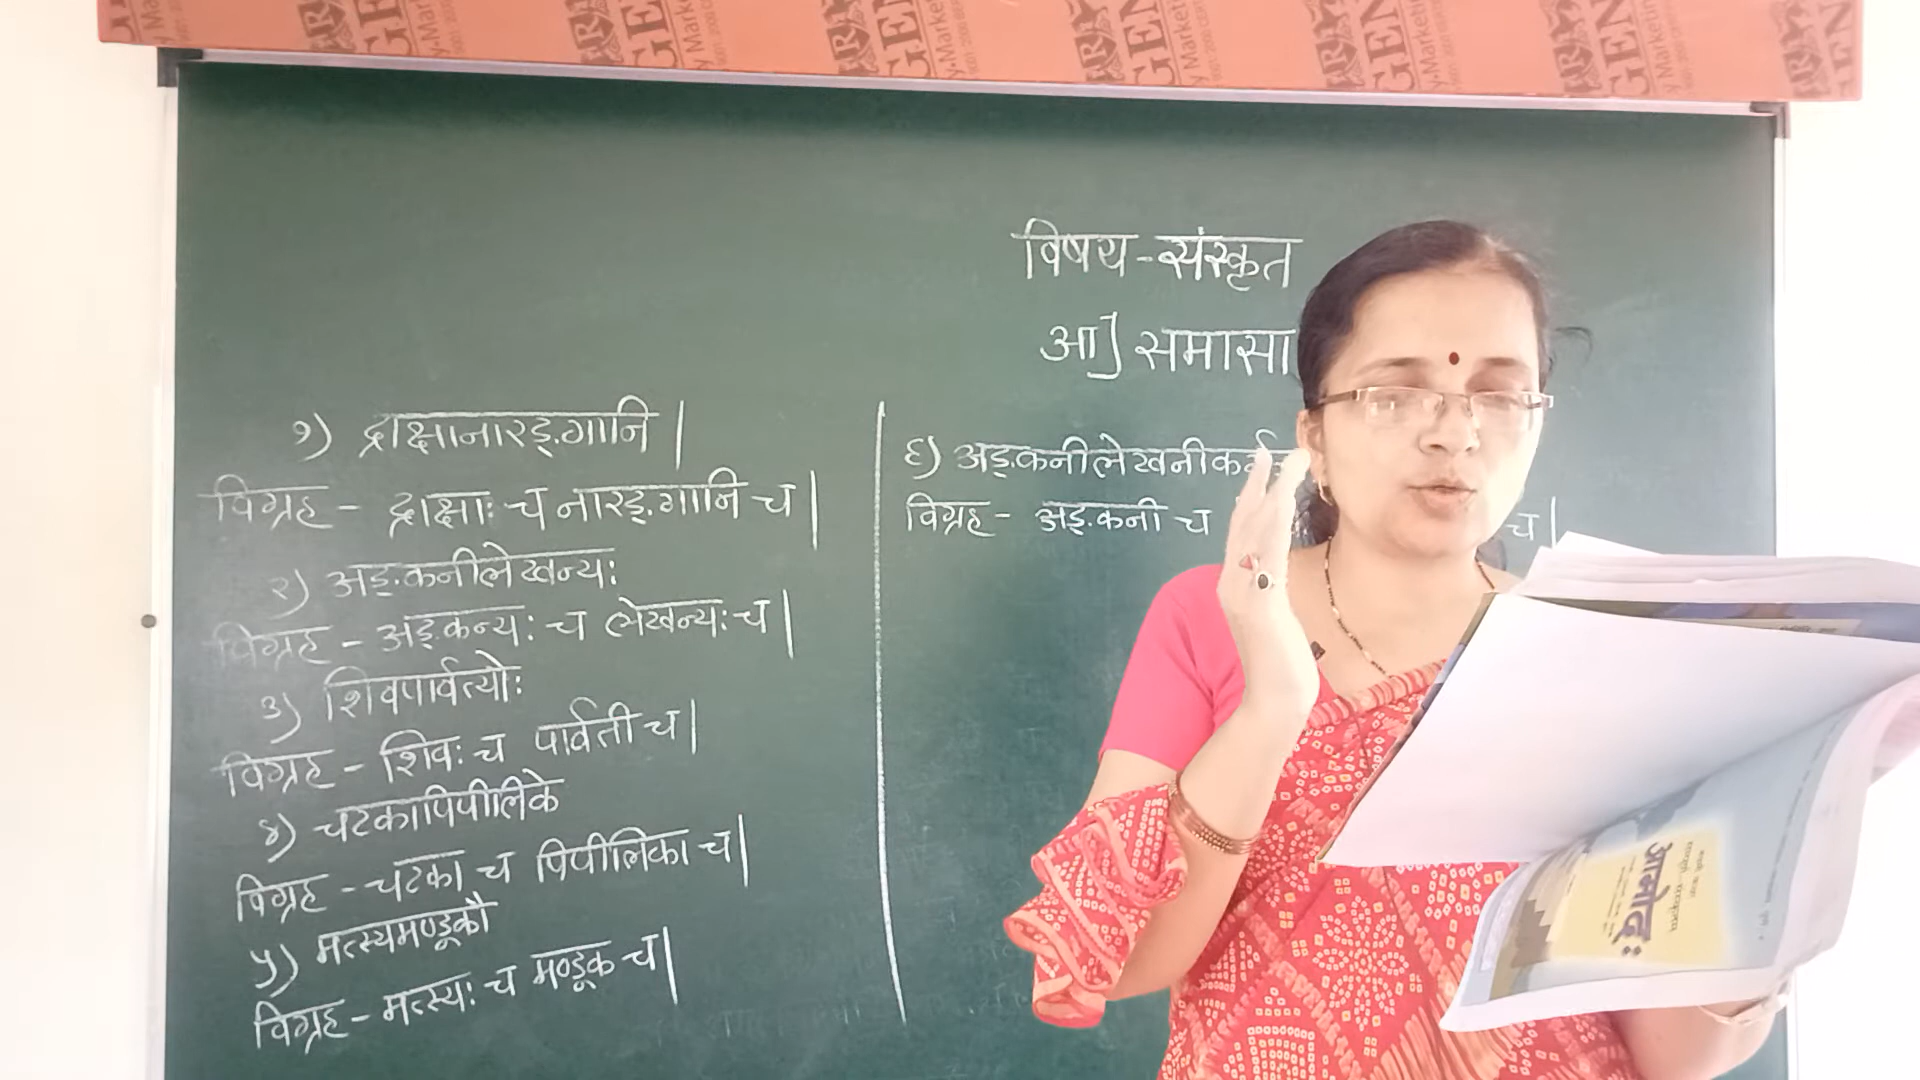 विषय - संस्कृत
आ] समासा
१) द्राक्षानारङ्गानि |
विग्रह - द्राक्षाः च नारङ्गानि च |
२) अङ्कनीलेखन्यः
विग्रह - अङ्कन्यः च लेखन्यः च |
३) शिवपार्वत्योः
विग्रह - शिवः च पार्वती च |
४) चटकापिपीलिके
विग्रह - चटका च पिपीलिका च |
५) मत्स्यमण्डूकौ
विग्रह - मत्स्यः च मण्डूक च |
६) अङ्कनीलेखनी
विग्रह - अङ्कनी च च |
आमोदः